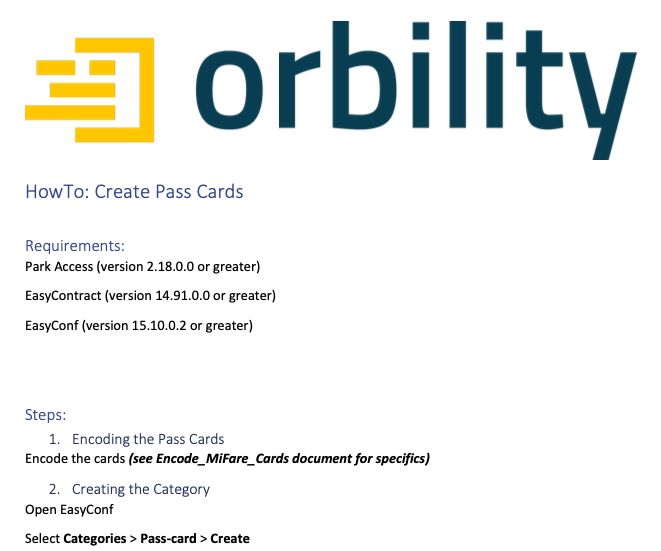 orbility
HowTo: Create Pass Cards
Requirements:
Park Access (version 2.18.0.0 or greater)
EasyContract (version 14.91.0.0 or greater)
EasyConf (version 15.10.0.2 or greater)
Steps:
1. Encoding the Pass Cards
Encode the cards (see Encode_MiFare_Cards document for specifics)
2. Creating the Category
Open EasyConf
Select Categories > Pass-card > Create